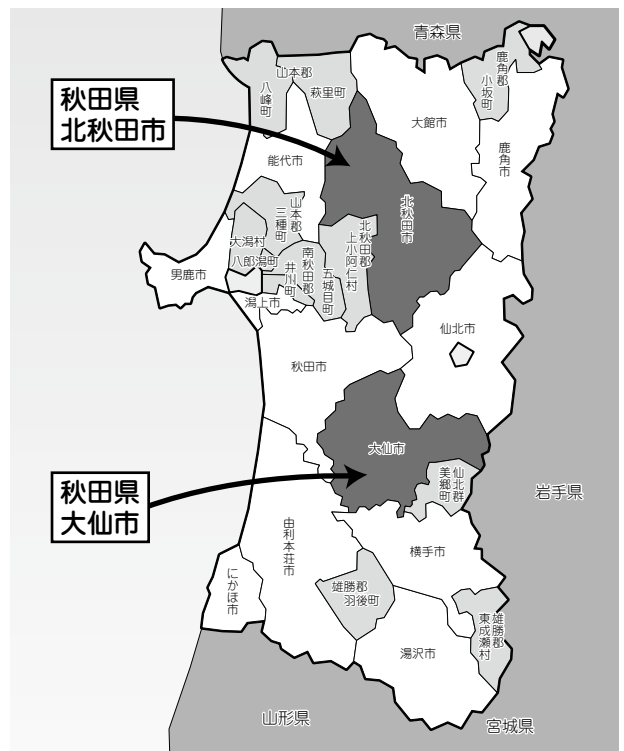 青森県
秋田県
北秋田市
八峰町
山本郡
萩里町
大館市
鹿角郡
小坂町
鹿角市
能代市
北秋田市
山本郡
三種町
大潟村
八郎潟町
南秋田郡
井川町
五城目町
北秋田郡
上小阿仁村
男鹿市
潟上市
仙北市
秋田市
大仙市
秋田県
大仙市
仙北群
美郷町
岩手県
由利本荘市
横手市
にかほ市
雄勝郡
羽後町
雄勝郡
東成瀬村
湯沢市
山形県
宮城県